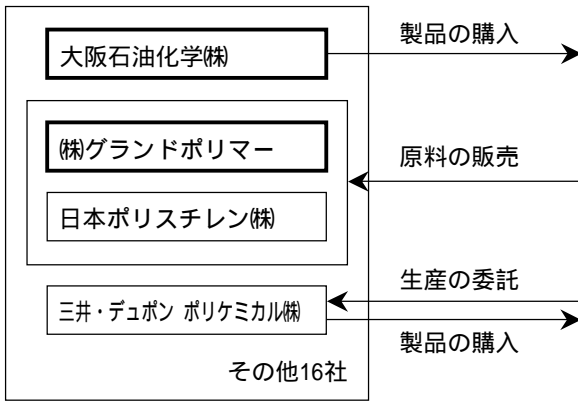 大阪石油化学㈱
製品の購入
㈱グランドポリマー
原料の販売
日本ポリスチレン㈱
生産の委託
三井・デュポン ポリケミカル㈱
製品の購入
その他16社